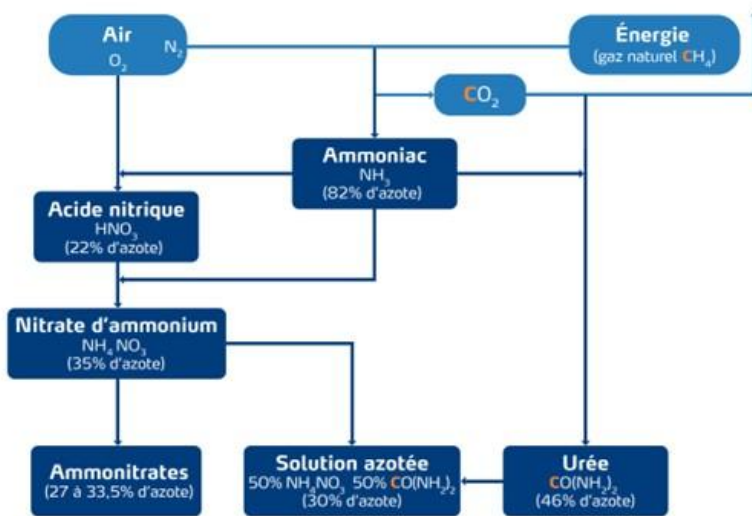 Air
N₂
O₂
Énergie
(gaz naturel CH₄)
CO₂
Ammoniac
NH₃
(82% d'azote)
Acide nitrique
HNO₃
(22% d'azote)
Nitrate d'ammonium
NH₄ NO₃
(35% d'azote)
Ammonitrates
(27 à 33,5% d'azote)
Solution azotée
50% NH₄NO₃ 50% CO(NH₂)₂
(30% d'azote)
Urée
CO(NH₂)₂
(46% d'azote)